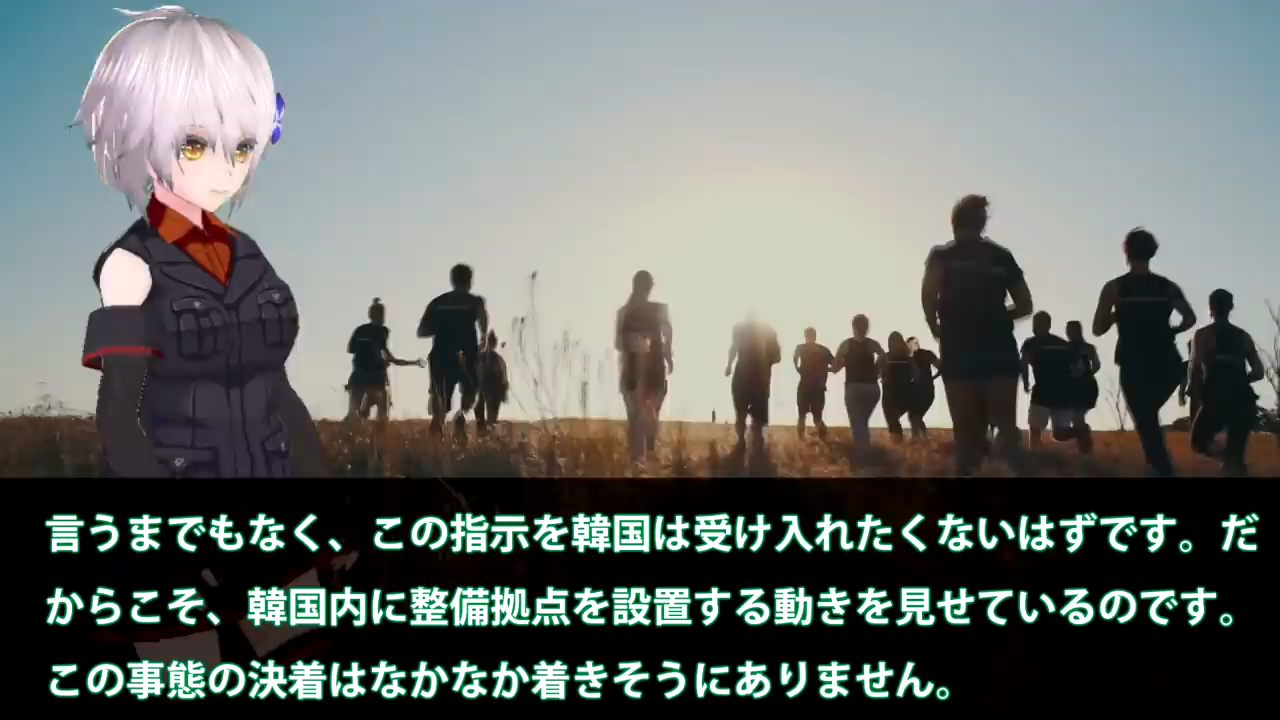 言うまでもなく、この指示を韓国は受け入れたくないはずです。だ
からこそ、韓国内に整備拠点を設置する動きを見せているのです。
この事態の決着はなかなか着きそうにありません。